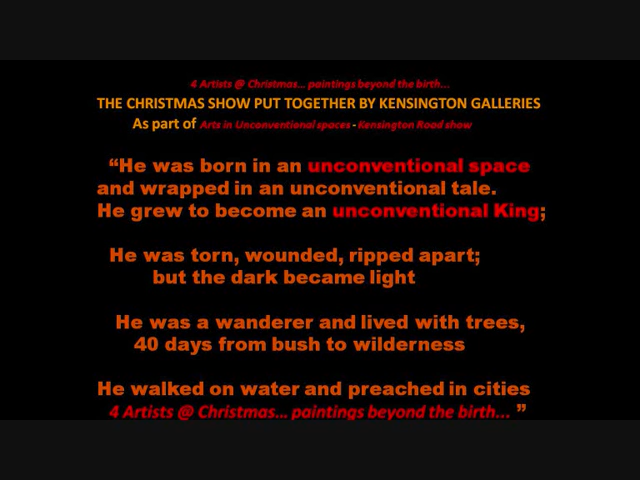 4 Artists @ Christmas... paintings beyond the birth...
THE CHRISTMAS SHOW PUT TOGETHER BY KENSINGTON GALLERIES
As part of Arts in Unconventional spaces - Kensington Road show
“He was born in an unconventional space
and wrapped in an unconventional tale.
He grew to become an unconventional King;
He was torn, wounded, ripped apart;
but the dark became light
He was a wanderer and lived with trees,
40 days from bush to wilderness
He walked on water and preached in cities
4 Artists @ Christmas... paintings beyond the birth... ”